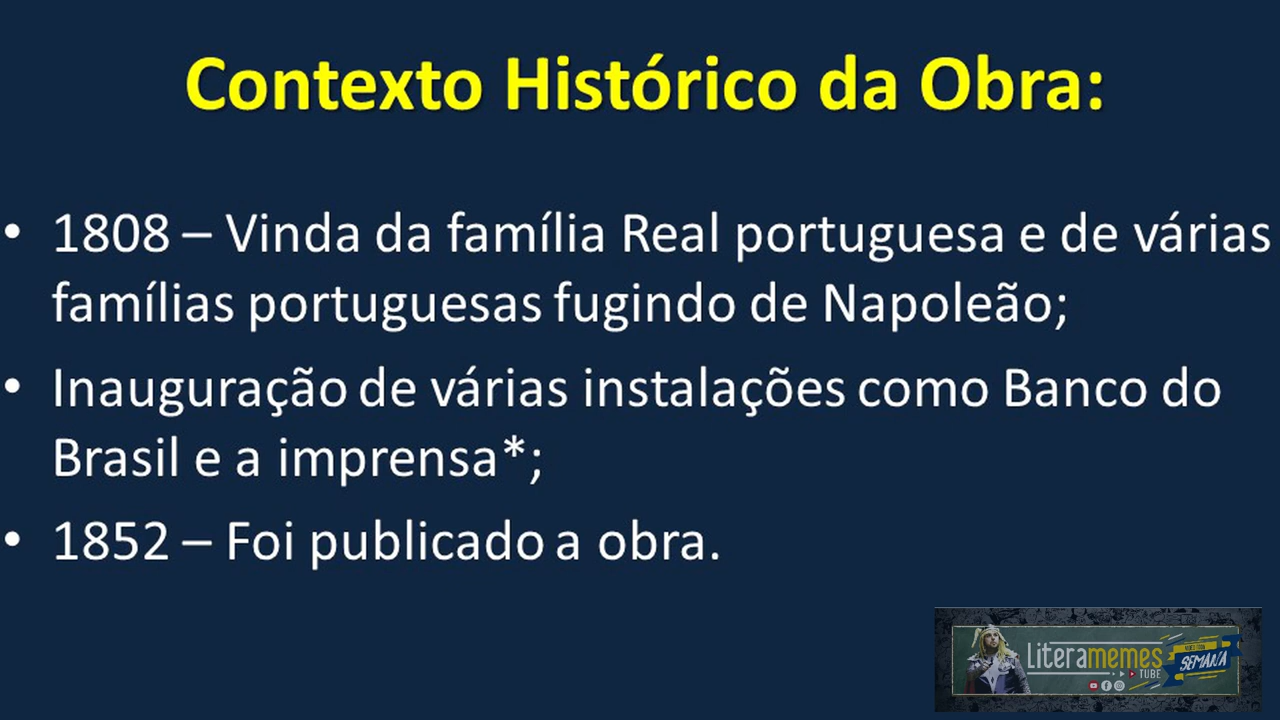 Contexto Histórico da Obra:
• 1808 – Vinda da família Real portuguesa e de várias
famílias portuguesas fugindo de Napoleão;
• Inauguração de várias instalações como Banco do
Brasil e a imprensa*;
• 1852 – Foi publicado a obra.
Literamemes
TUBE
SEMANA